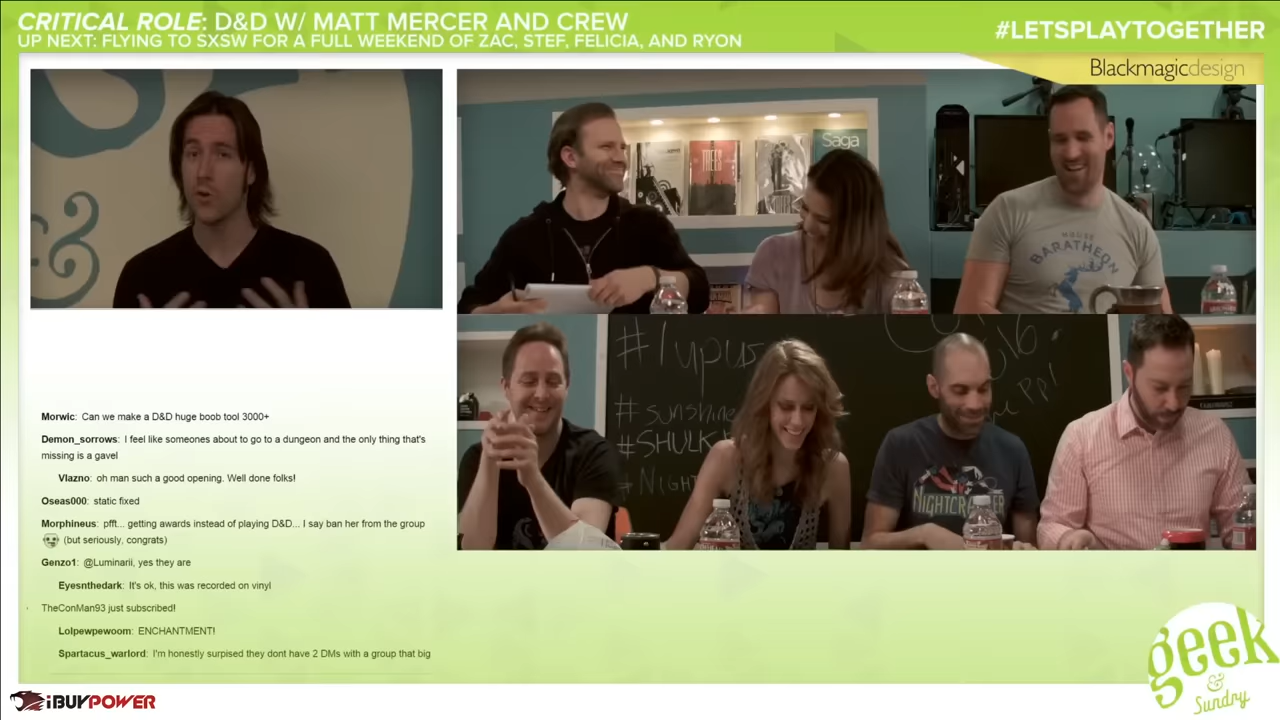 CRITICAL ROLE: D&D W/ MATT MERCER AND CREW
UP NEXT: FLYING TO SXSW FOR A FULL WEEKEND OF ZAC, STEF, FELICIA, AND RYON
#LETSPLAYTOGETHER
Blackmagicdesign
&
Saga
HOUSE
BARATHEON
#lupus
#sunshine
#SHULK
#NIGHT
NIGHTCRAWLER
Morwic: Can we make a D&D huge boob tool 3000+
Demon_sorrows: I feel like someones about to go to a dungeon and the only thing that's
missing is a gavel
Vlazno: oh man such a good opening. Well done folks!
Oseas000: static fixed
Morphineus: pfft... getting awards instead of playing D&D... I say ban her from the group
(but seriously, congrats)
Genzo1: @Luminarii, yes they are
Eyesnthedark: It's ok, this was recorded on vinyl
TheConMan93 just subscribed!
Lolpewpewoom: ENCHANTMENT!
Spartacus_warlord: I'm honestly surpised they dont have 2 DMs with a group that big
geek
&
Sundry
iBUYPOWER